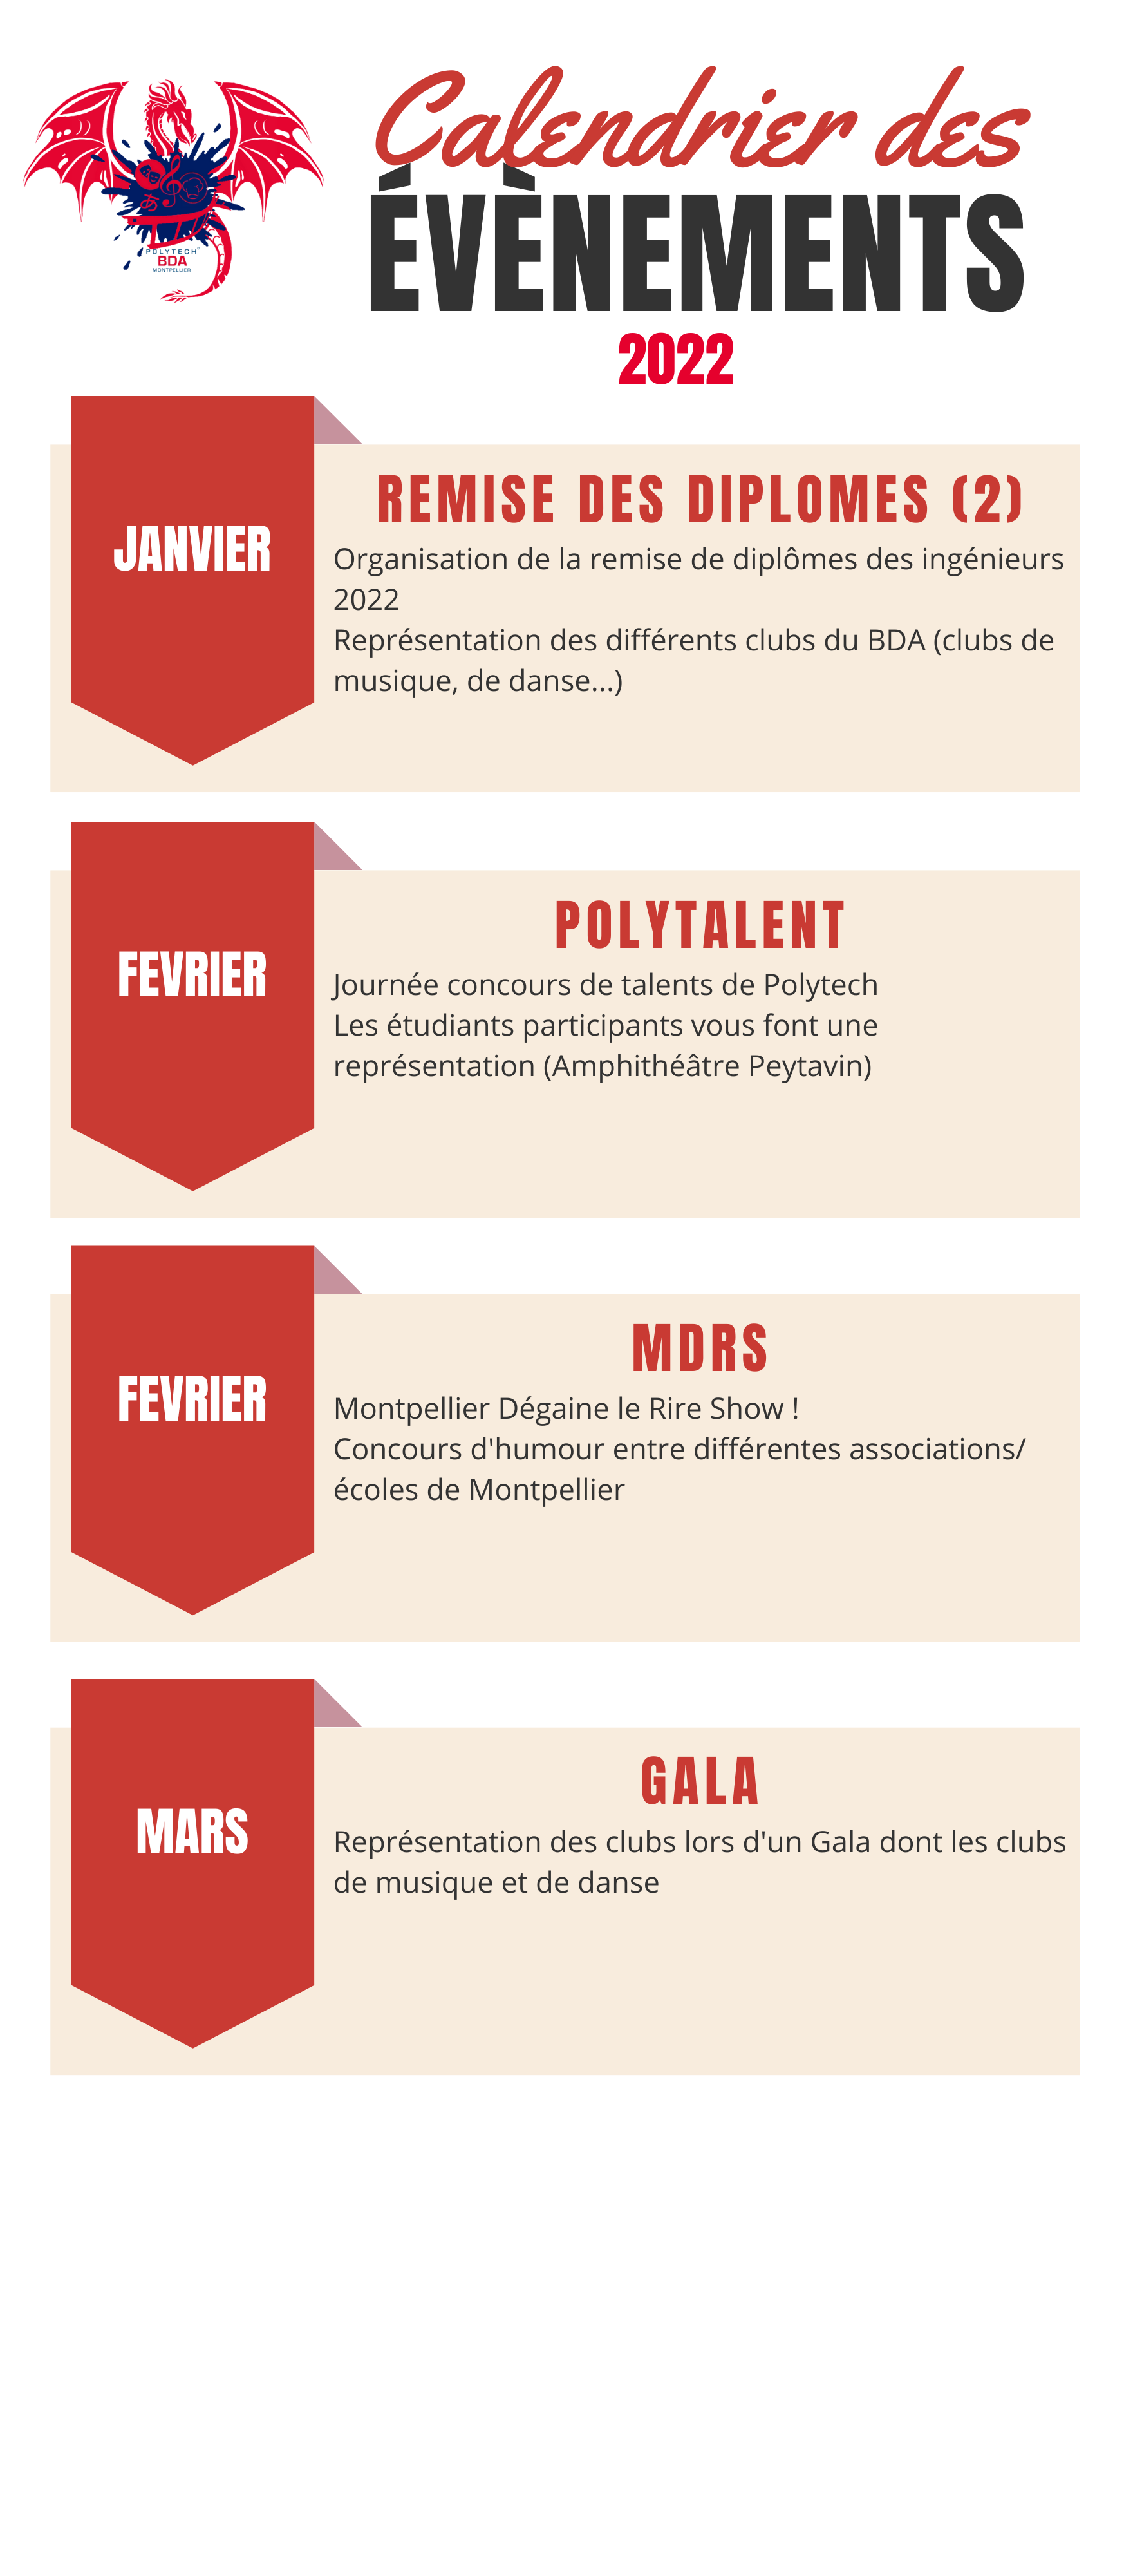 Calendrier des
ÉVÈNEMENTS
2022
POLYTECH
BDA
MONTPELLIER
JANVIER
REMISE DES DIPLOMES (2)
Organisation de la remise de diplômes des ingénieurs
2022
Représentation des différents clubs du BDA (clubs de
musique, de danse...)
FEVRIER
POLYTALENT
Journée concours de talents de Polytech
Les étudiants participants vous font une
représentation (Amphithéâtre Peytavin)
FEVRIER
MDRS
Montpellier Dégaine le Rire Show !
Concours d'humour entre différentes associations/
écoles de Montpellier
MARS
GALA
Représentation des clubs lors d'un Gala dont les clubs
de musique et de danse